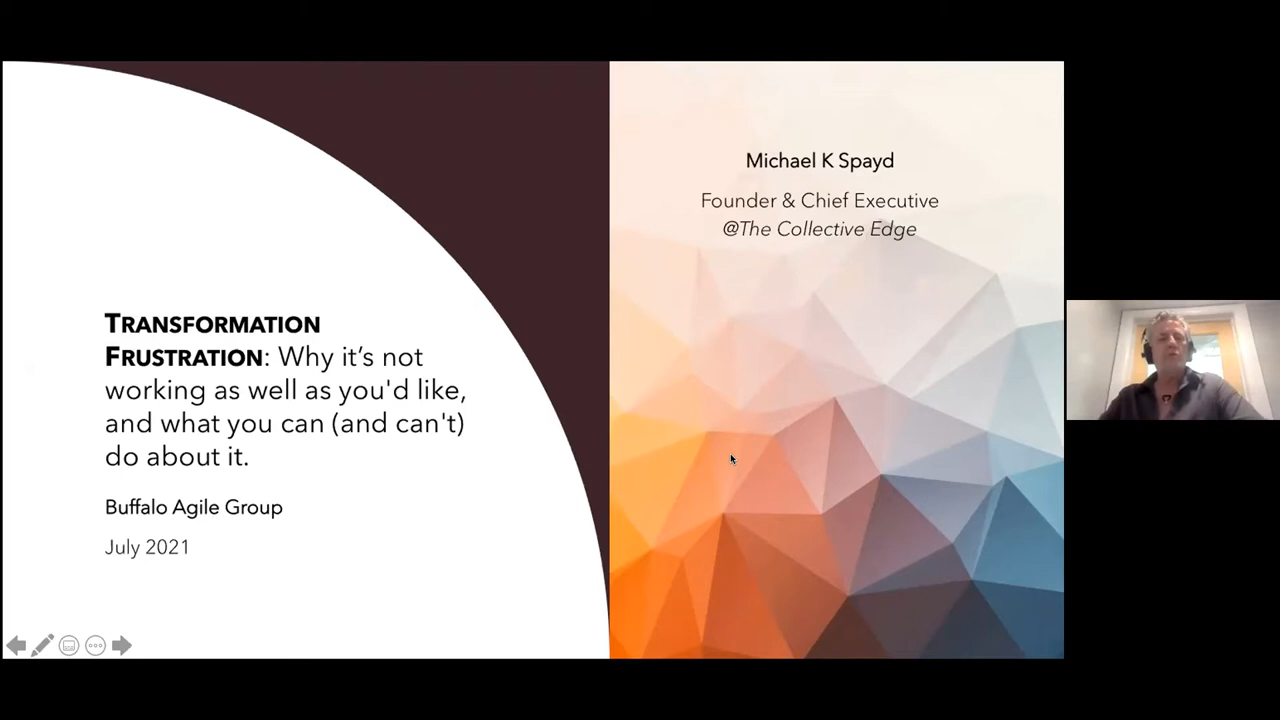 TRANSFORMATION
FRUSTRATION: Why it's not
working as well as you'd like,
and what you can (and can't)
do about it.
Buffalo Agile Group
July 2021
Michael K Spayd
Founder & Chief Executive
@The Collective Edge